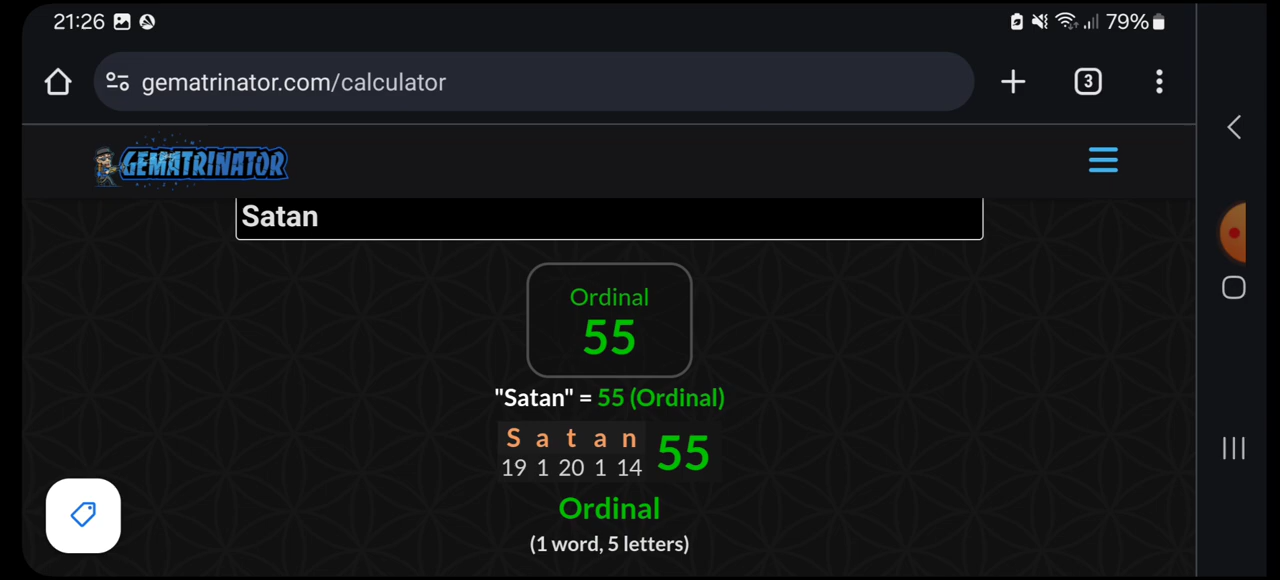 21:26 79%
gematrinator.com/calculator 3
GEMATRINATOR
Satan
Ordinal
55
"Satan" = 55 (Ordinal)
S a t a n 55
19 1 20 1 14
Ordinal
(1 word, 5 letters)